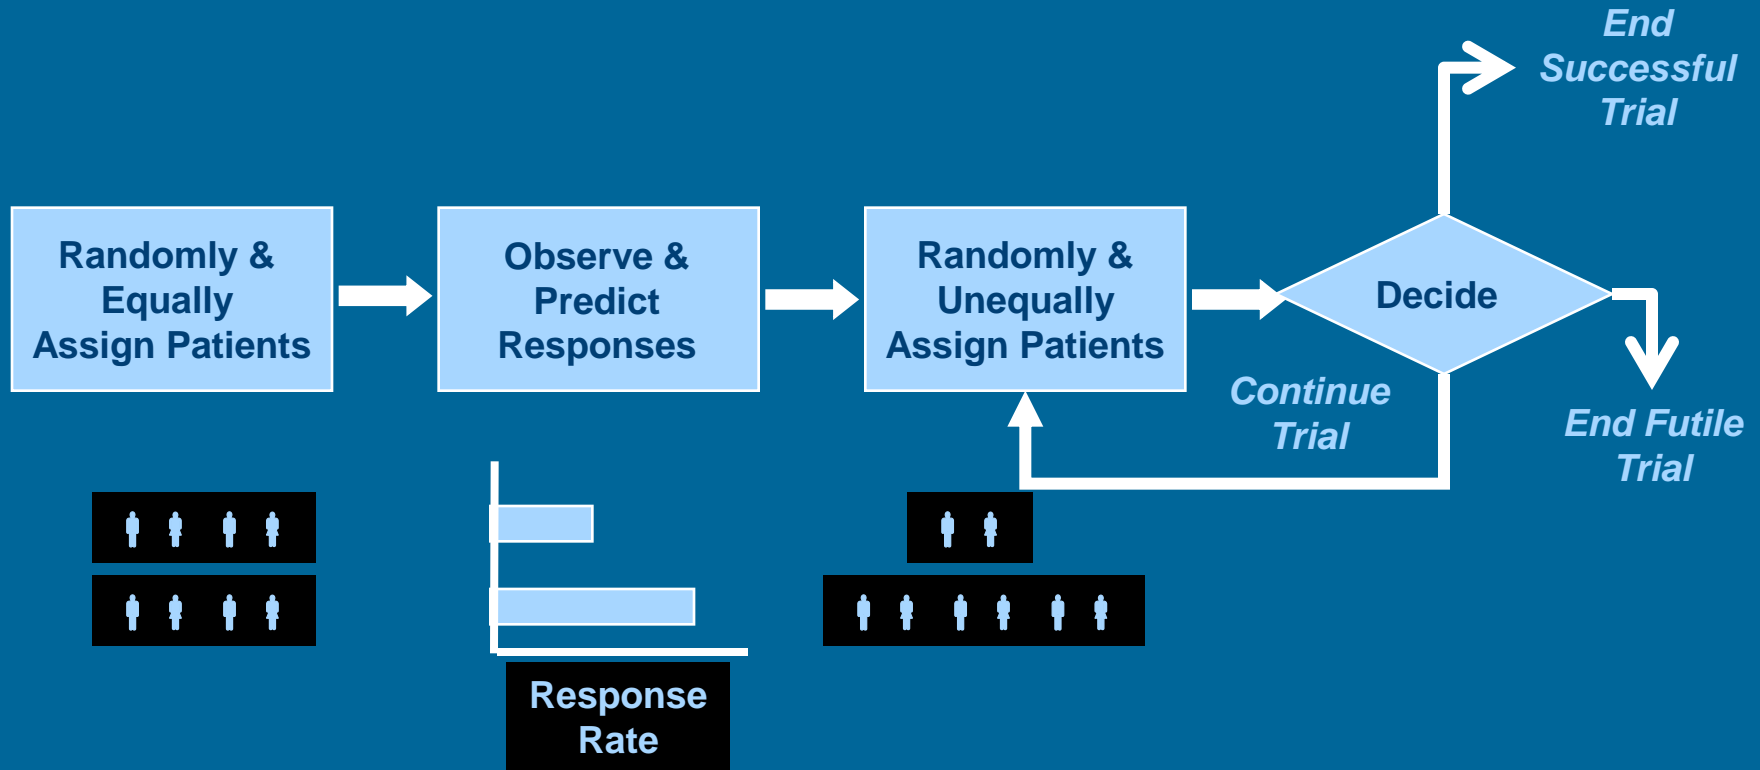 End
Successful
Trial
Randomly &
Equally
Assign Patients
Observe &
Predict
Responses
Randomly &
Unequally
Assign Patients
Decide
Continue
Trial
End Futile
Trial
Response
Rate